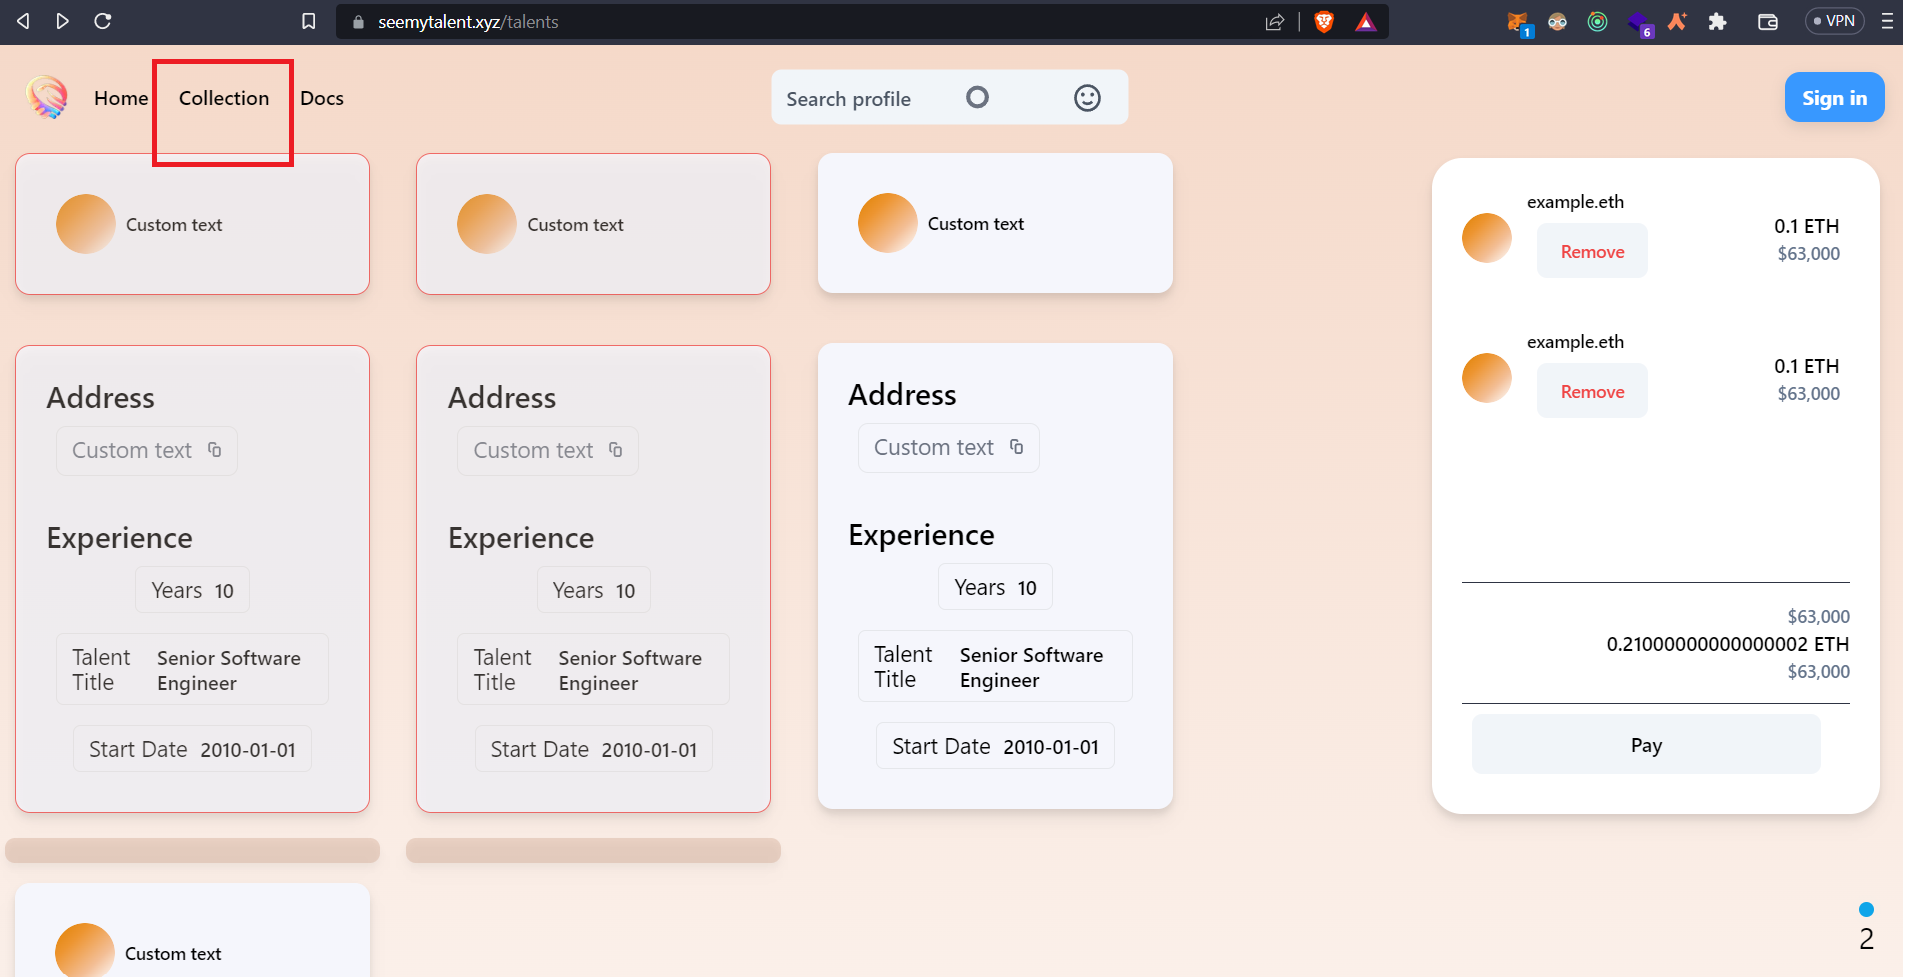 seemytalent.xyz/talents
1
6
VPN
Home
Collection
Docs
Search profile
Sign in
Custom text
Custom text
Custom text
Address
Custom text
Experience
Years 10
Talent Title
Senior Software
Engineer
Start Date 2010-01-01
Address
Custom text
Experience
Years 10
Talent Title
Senior Software
Engineer
Start Date 2010-01-01
Address
Custom text
Experience
Years 10
Talent Title
Senior Software
Engineer
Start Date 2010-01-01
Custom text
example.eth
Remove
0.1 ETH
$63,000
example.eth
Remove
0.1 ETH
$63,000
$63,000
0.21000000000000002 ETH
$63,000
Pay
2